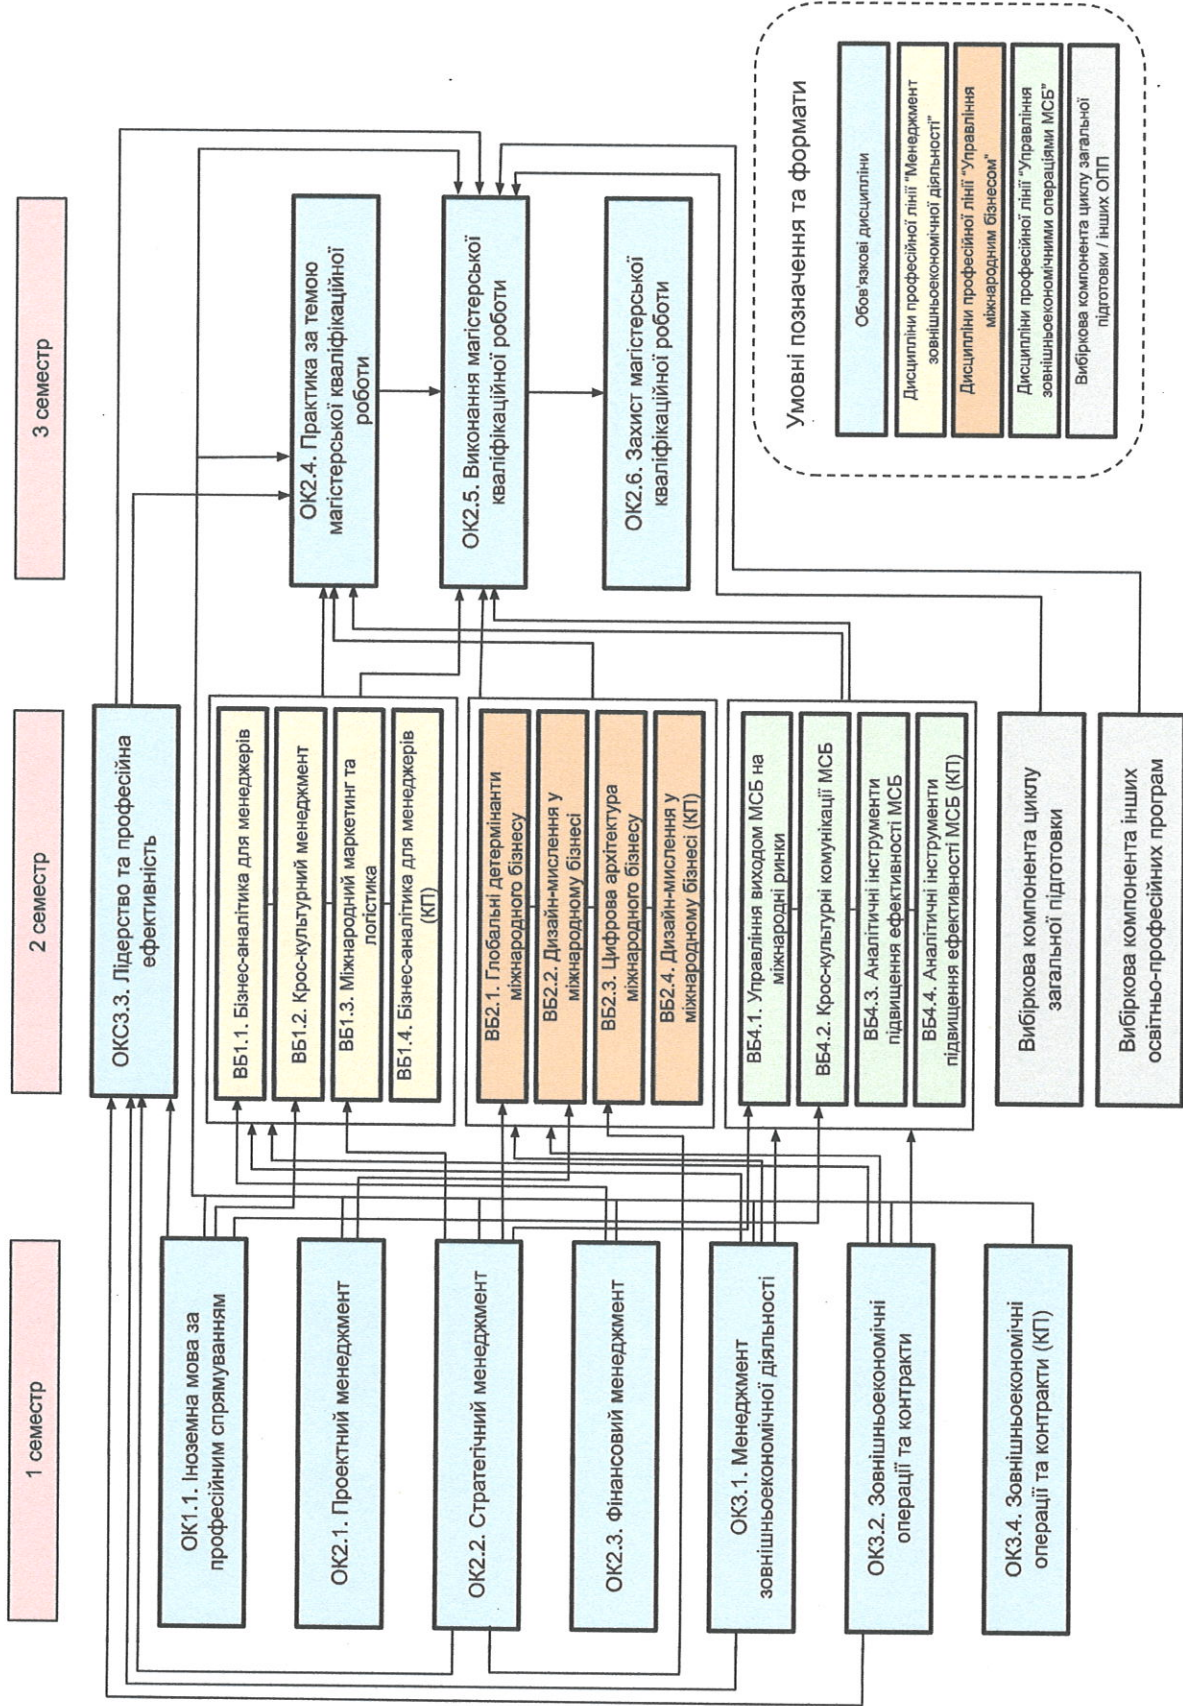 1 семестр
2 семестр
3 семестр
ОК1.1. Іноземна мова за
професійним спрямуванням
ОК2.1. Проектний менеджмент
ОК2.2. Стратегічний менеджмент
ОК2.3. Фінансовий менеджмент
ОК3.1. Менеджмент
зовнішньоекономічної діяльності
ОК3.2. Зовнішньоекономічні
операції та контракти
ОК3.4. Зовнішньоекономічні
операції та контракти (КП)
ОКС3.3. Лідерство та професійна
ефективність
ВБ1.1. Бізнес-аналітика для менеджерів
ВБ1.2. Крос-культурний менеджмент
ВБ1.3. Міжнародний маркетинг та
логістика
ВБ1.4. Бізнес-аналітика для менеджерів
(КП)
ВБ2.1. Глобальні детермінанти
міжнародного бізнесу
ВБ2.2. Дизайн-мислення у
міжнародному бізнесі
ВБ2.3. Цифрова архітектура
міжнародного бізнесу
ВБ2.4. Дизайн-мислення у
міжнародному бізнесі (КП)
ВБ4.1. Управління виходом МСБ на
міжнародні ринки
ВБ4.2. Крос-культурні комунікації МСБ
ВБ4.3. Аналітичні інструменти
підвищення ефективності МСБ
ВБ4.4. Аналітичні інструменти
підвищення ефективності МСБ (КП)
Вибіркова компонента циклу
загальної підготовки
Вибіркова компонента інших
освітньо-професійних програм
ОК2.4. Практика за темою
магістерської кваліфікаційної
роботи
ОК2.5. Виконання магістерської
кваліфікаційної роботи
ОК2.6. Захист магістерської
кваліфікаційної роботи
Умовні позначення та формати
Обов'язкові дисципліни
Дисципліни професійної лінії "Менеджмент
зовнішньоекономічної діяльності"
Дисципліни професійної лінії "Управління
міжнародним бізнесом"
Дисципліни професійної лінії "Управління
зовнішньоекономічними операціями МСБ"
Вибіркова компонента циклу загальної
підготовки / інших ОПП